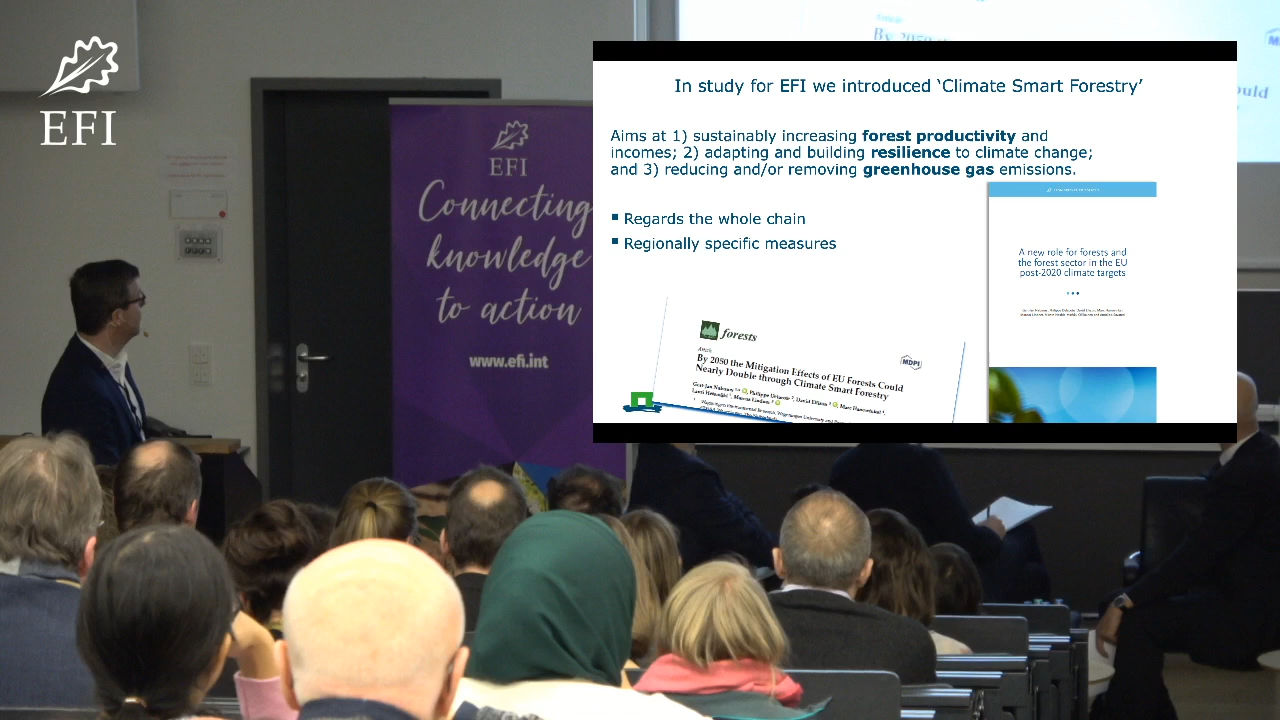 EFI
EFI
Connecting
knowledge
to action
www.efi.int
By 2050
In study for EFI we introduced ‘Climate Smart Forestry’
Aims at 1) sustainably increasing forest productivity and
incomes; 2) adapting and building resilience to climate change;
and 3) reducing and/or removing greenhouse gas emissions.
▪ Regards the whole chain
▪ Regionally specific measures
A new role for forests and
the forest sector in the EU
post-2020 climate targets
forests
Article
MDPI
By 2050 the Mitigation Effects of EU Forests Could
Nearly Double through Climate Smart Forestry